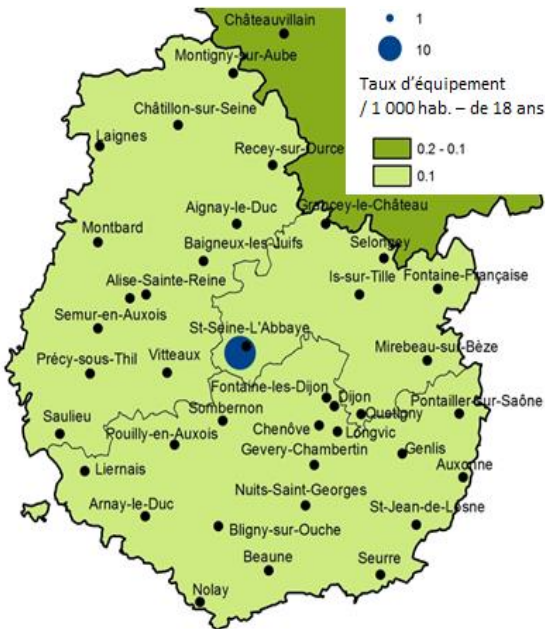 Châteauvillain
1
10
Montigny-sur-Aube
Taux d'équipement
/ 1 000 hab. – de 18 ans
Châtillon-sur-Seine
Laignes
0.2 - 0.1
Recey-sur-Ource
0.1
Aignay-le-Duc
Grancey-le-Château
Montbard
Baigneux-les-Juifs
Selongey
Alise-Sainte-Reine
Is-sur-Tille
Fontaine-Française
Semur-en-Auxois
St-Seine-L'Abbaye
Précy-sous-Thil
Vitteaux
Mirebeau-sur-Bèze
Fontaine-les-Dijon
Dijon
Pontailler-sur-Saône
Saulieu
Sombernon
Quetigny
Pouilly-en-Auxois
Chenôve
Longvic
Genlis
Liernais
Gevery-Chambertin
Auxonne
Arnay-le-Duc
Nuits-Saint-Georges
St-Jean-de-Losne
Bligny-sur-Ouche
Beaune
Seurre
Nolay